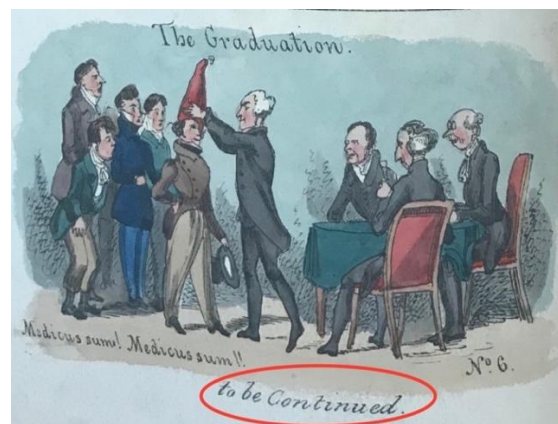 The Graduation.
Medicus sum! Medicus sum!!
Nº 6.
to be Continued.